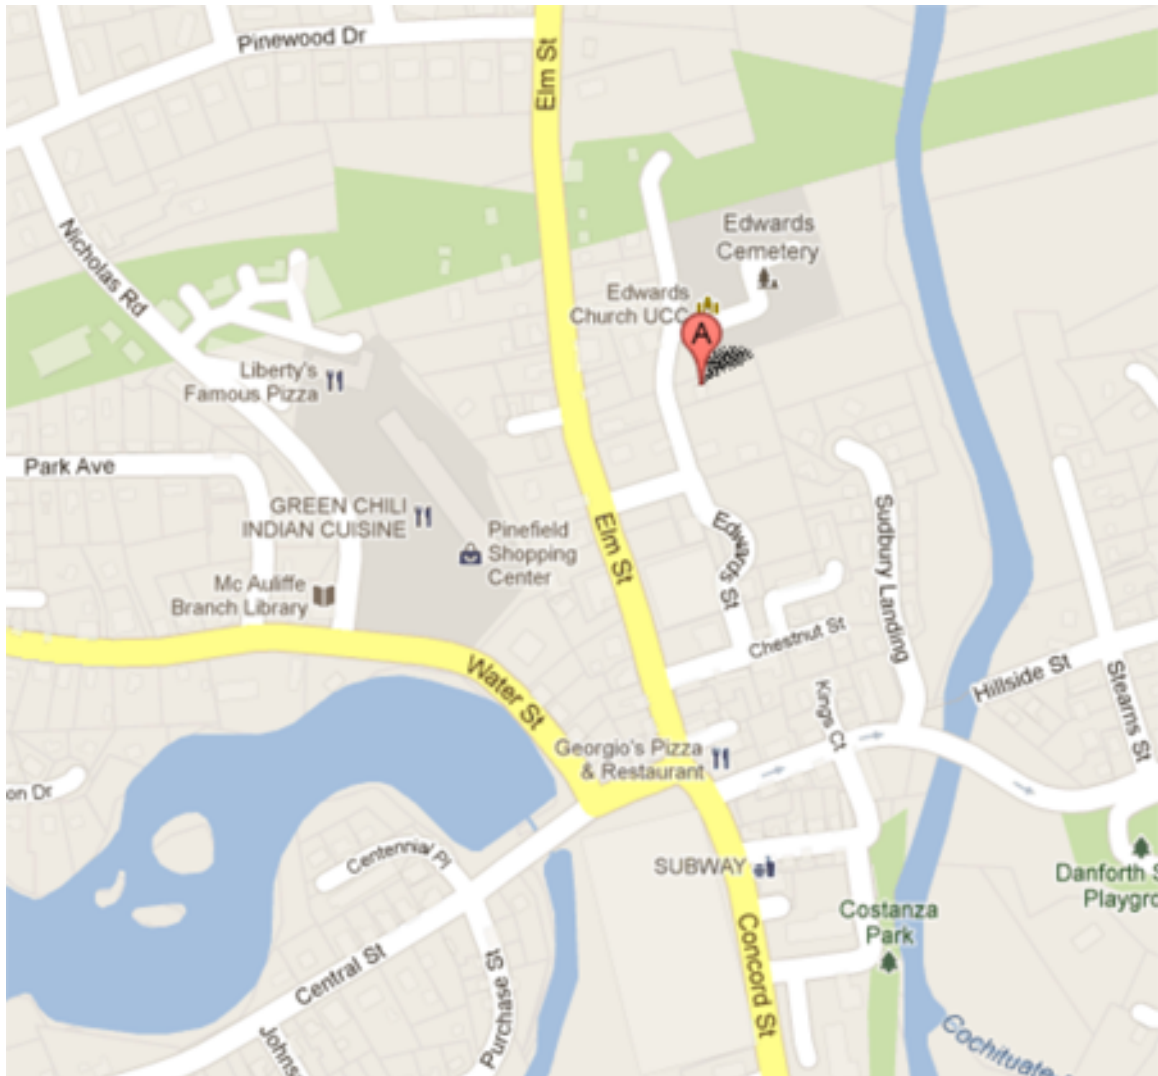 Pinewood Dr
Elm St
Nicholas Rd
Edwards
Cemetery
Edwards
Church UCC
A
Liberty's
Famous Pizza
Park Ave
GREEN CHILI
INDIAN CUISINE
Pinefield
Shopping
Center
Elm St
Edwards St
Sudbury Landing
Mc Auliffe
Branch Library
Chestnut St
Water St
Kings Ct
Hillside St
Stearns St
Georgio's Pizza
& Restaurant
on Dr
Centennial Pl
SUBWAY
Danforth S
Playgro
Costanza
Park
Central St
Concord St
Purchase St
Johns
Cochituate